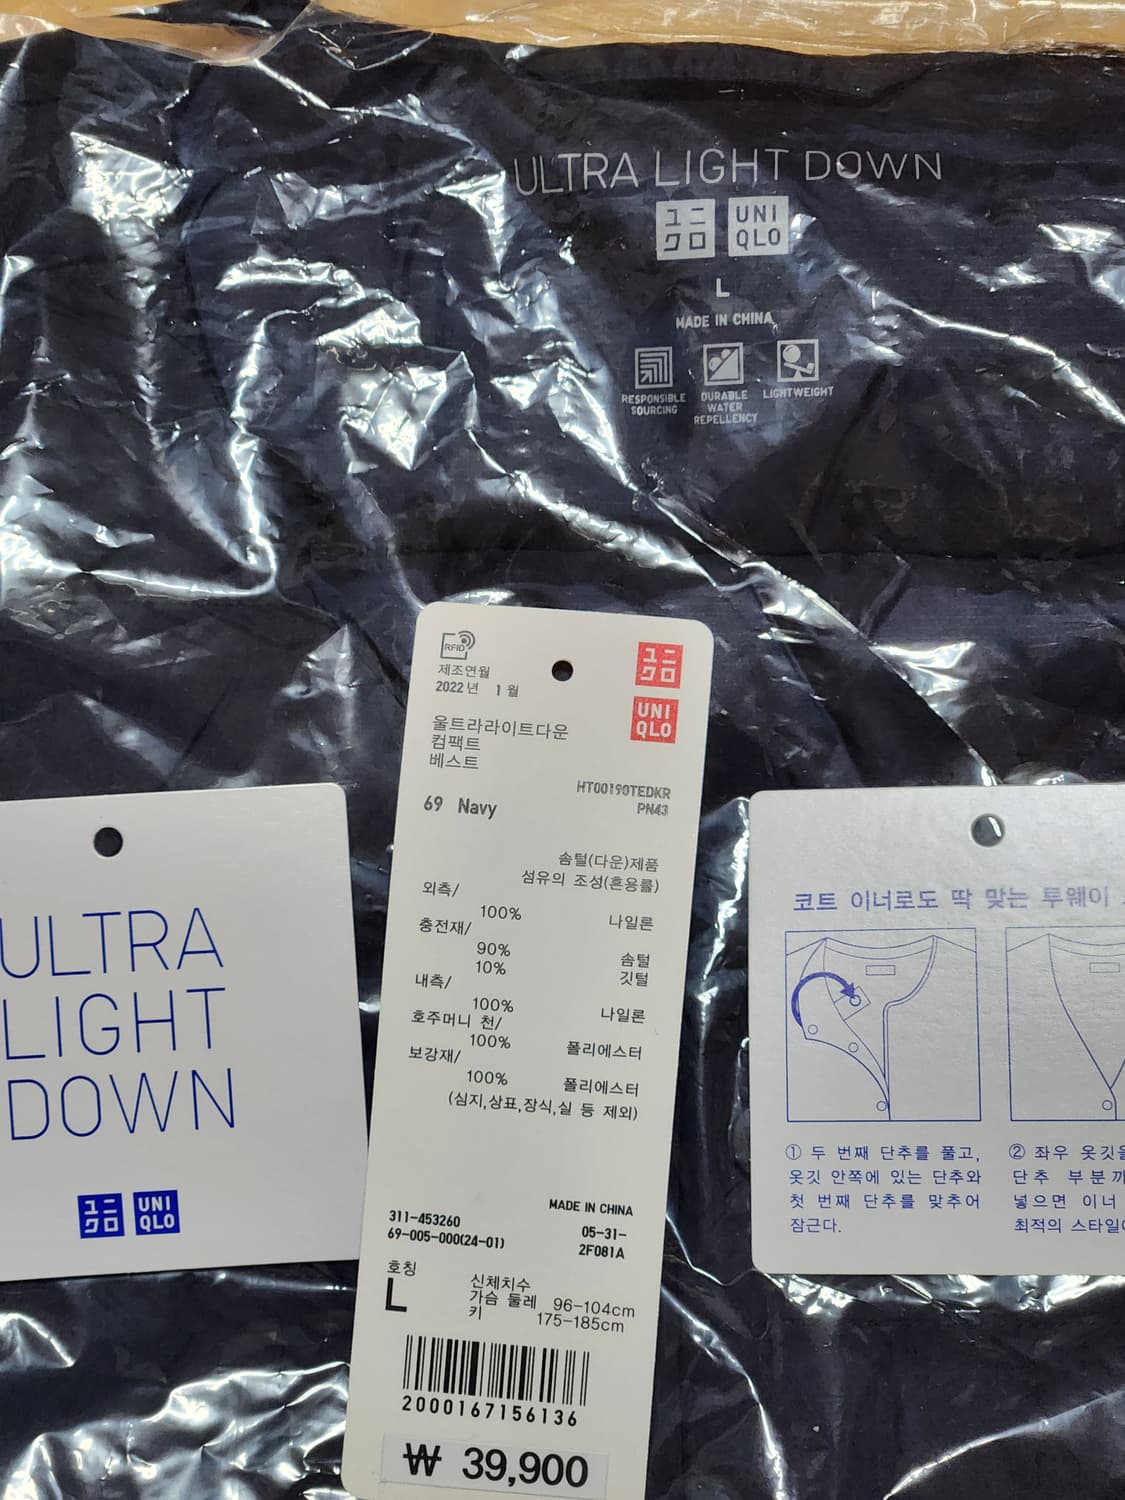 ULTRA LIGHT DOWN
ユニ
クロ
UNI
QLO
L
MADE IN CHINA
RESPONSIBLE
SOURCING
DURABLE
WATER
REPELLENCY
LIGHTWEIGHT
RFID
제조연월
2022년 1월
ユニ
クロ
UNI
QLO
울트라라이트다운
컴팩트
베스트
HT00190TEDKR
PN43
69 Navy
솜털(다운)제품
섬유의 조성(혼용률)
외측/
100% 나일론
충전재/
90% 솜털
10% 깃털
내측/
100% 나일론
호주머니 천/
100% 폴리에스터
보강재/
100% 폴리에스터
(심지,상표,장식,실 등 제외)
MADE IN CHINA
311-453260 05-31-
69-005-000(24-01) 2F081A
호칭
L
신체치수
가슴 둘레 96-104cm
키 175-185cm
2000167156136
₩ 39,900
ULTRA
LIGHT
DOWN
ユニ
クロ
UNI
QLO
코트 이너로도 딱 맞는 투웨이
① 두 번째 단추를 풀고,
옷깃 안쪽에 있는 단추와
첫 번째 단추를 맞추어
잠근다.
② 좌우 옷깃을
단추 부분까
넣으면 이너
최적의 스타일